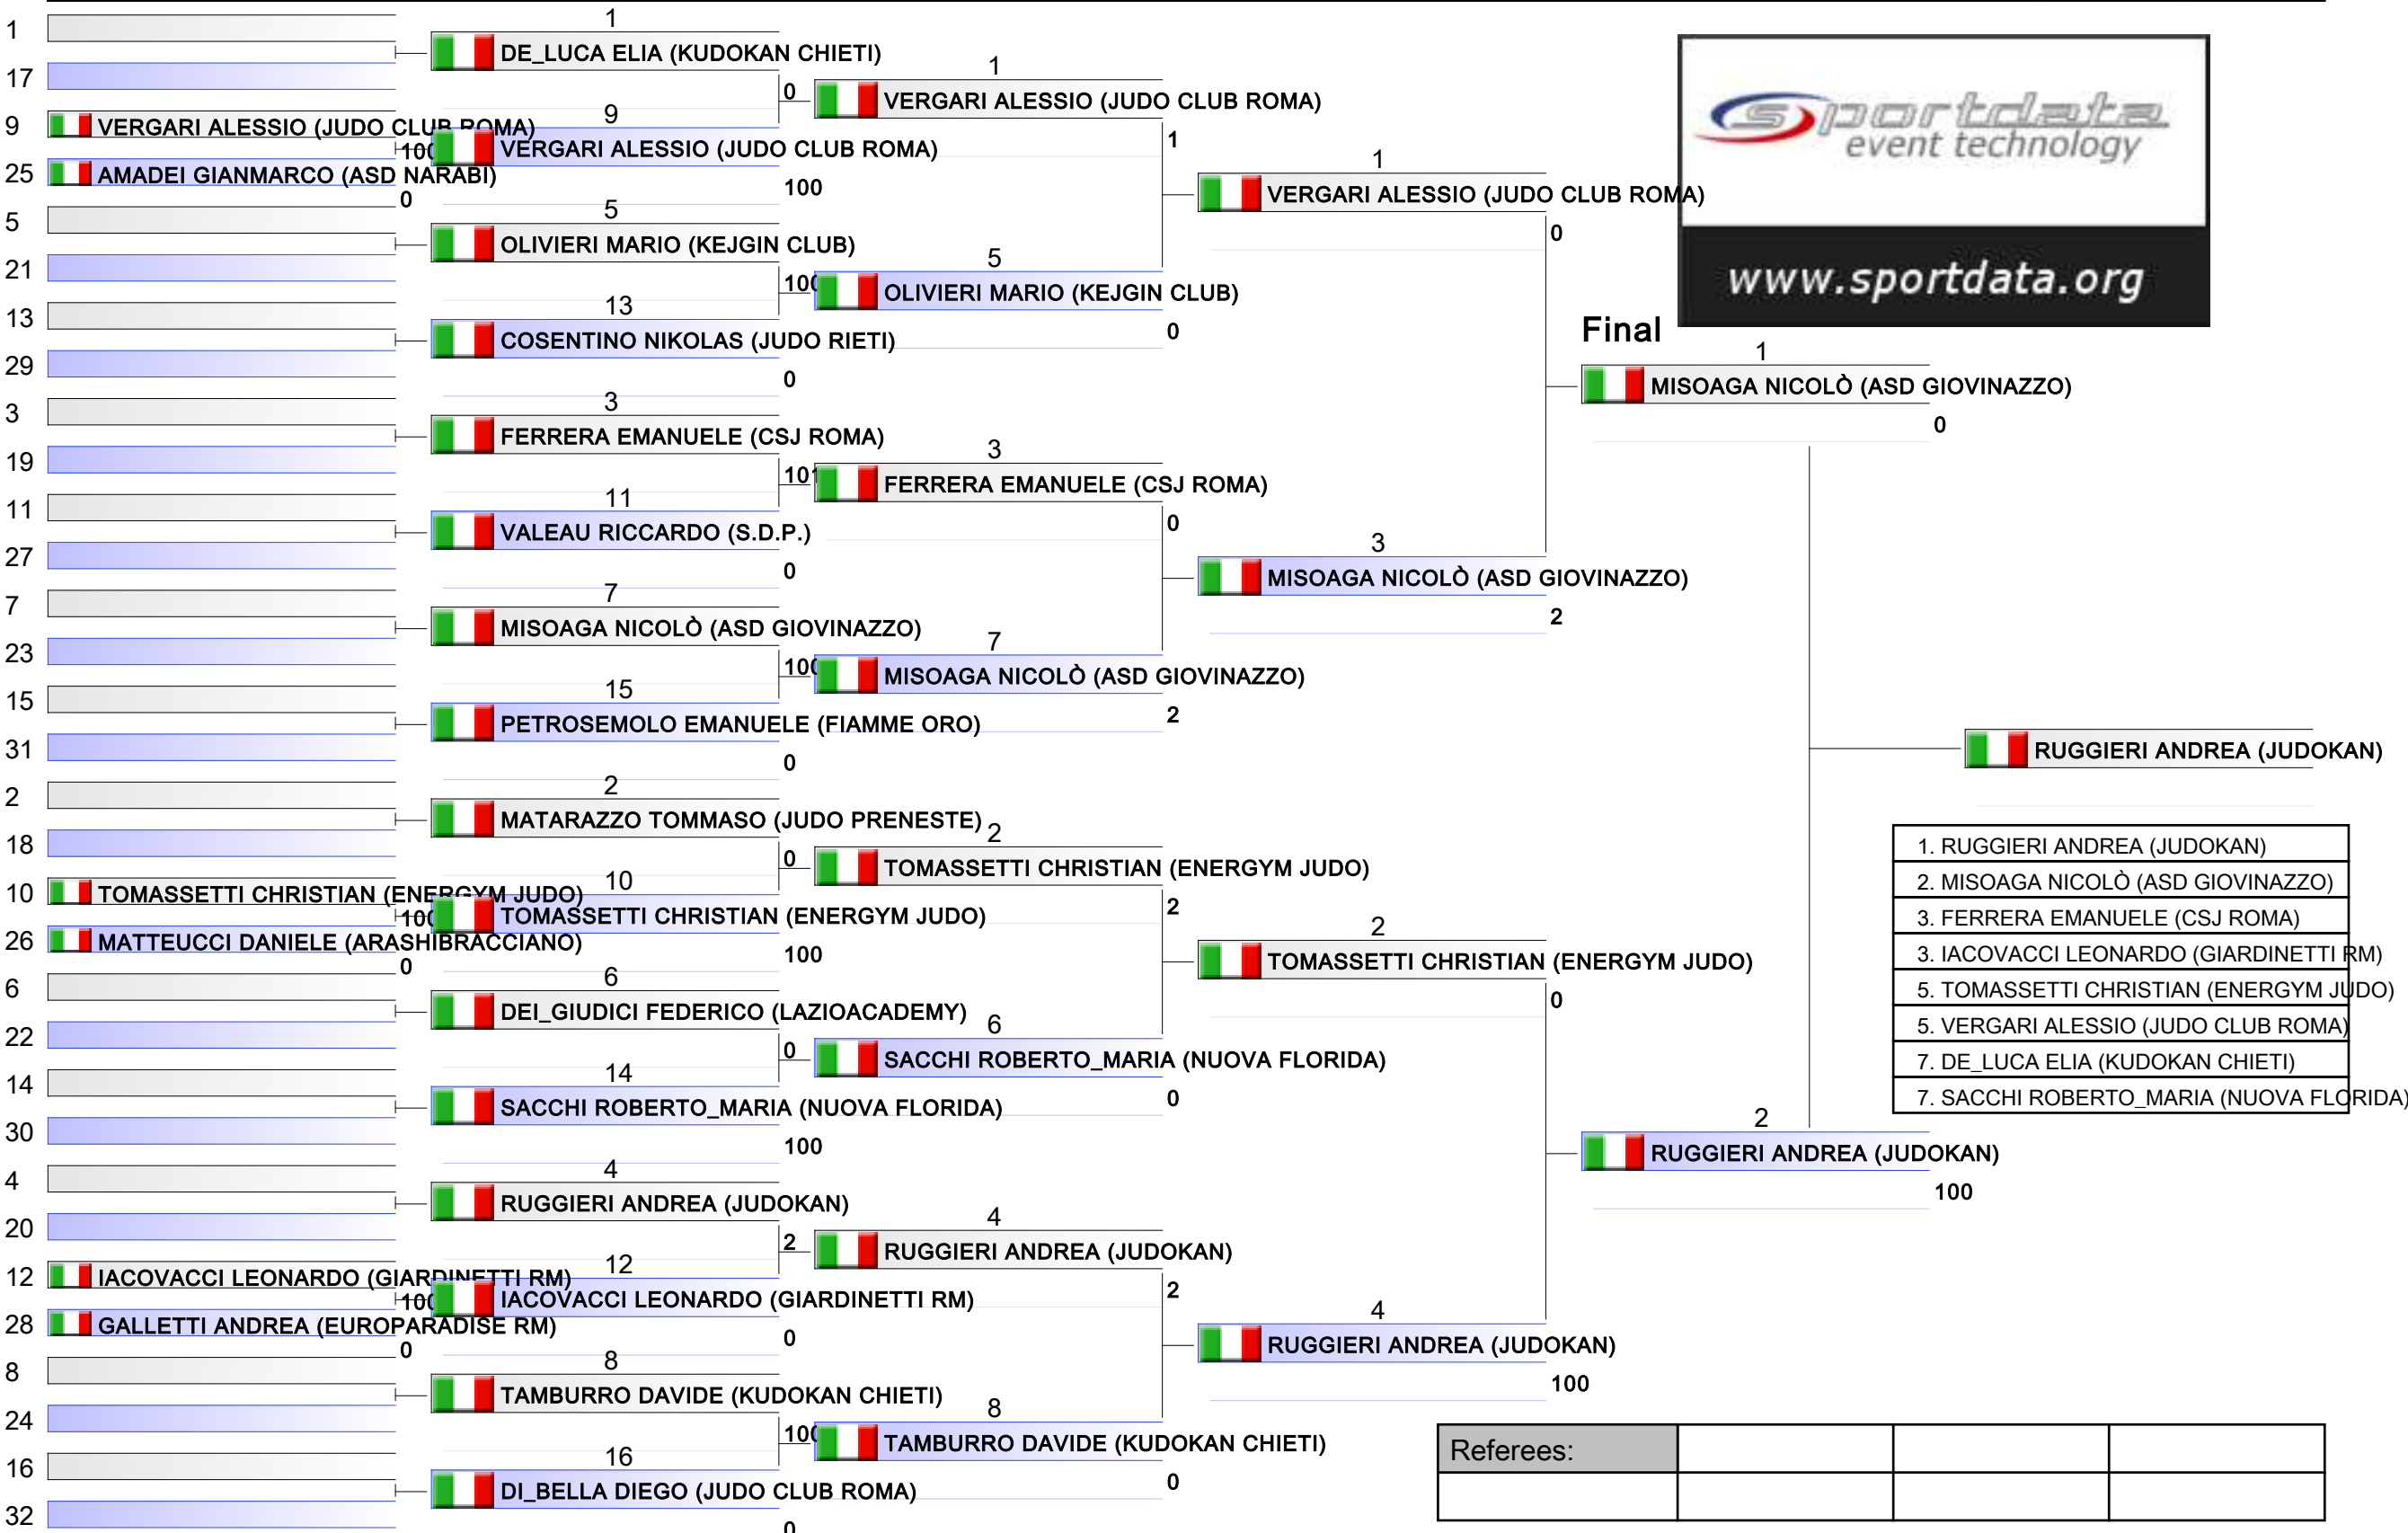 1
17
9 VERGARI ALESSIO (JUDO CLUB ROMA)
100
25 AMADEI GIANMARCO (ASD NARABI)
0
5
21
13
29
3
19
11
27
7
23
15
31
2
18
10 TOMASSETTI CHRISTIAN (ENERGYM JUDO)
100
26 MATTEUCCI DANIELE (ARASHIBRACCIANO)
0
6
22
14
30
4
20
12 IACOVACCI LEONARDO (GIARDINETTI RM)
100
28 GALLETTI ANDREA (EUROPARADISE RM)
0
8
24
16
32
1
DE_LUCA ELIA (KUDOKAN CHIETI)
0
9
VERGARI ALESSIO (JUDO CLUB ROMA)
100
5
OLIVIERI MARIO (KEJGIN CLUB)
100
13
COSENTINO NIKOLAS (JUDO RIETI)
0
3
FERRERA EMANUELE (CSJ ROMA)
101
11
VALEAU RICCARDO (S.D.P.)
0
7
MISOAGA NICOLÒ (ASD GIOVINAZZO)
100
15
PETROSEMOLO EMANUELE (FIAMME ORO)
0
2
MATARAZZO TOMMASO (JUDO PRENESTE)
0
10
TOMASSETTI CHRISTIAN (ENERGYM JUDO)
100
6
DEI_GIUDICI FEDERICO (LAZIOACADEMY)
0
14
SACCHI ROBERTO_MARIA (NUOVA FLORIDA)
100
4
RUGGIERI ANDREA (JUDOKAN)
2
12
IACOVACCI LEONARDO (GIARDINETTI RM)
0
8
TAMBURRO DAVIDE (KUDOKAN CHIETI)
100
16
DI_BELLA DIEGO (JUDO CLUB ROMA)
0
1
VERGARI ALESSIO (JUDO CLUB ROMA)
1
5
OLIVIERI MARIO (KEJGIN CLUB)
0
3
FERRERA EMANUELE (CSJ ROMA)
0
7
MISOAGA NICOLÒ (ASD GIOVINAZZO)
2
2
TOMASSETTI CHRISTIAN (ENERGYM JUDO)
2
6
SACCHI ROBERTO_MARIA (NUOVA FLORIDA)
0
4
RUGGIERI ANDREA (JUDOKAN)
2
8
TAMBURRO DAVIDE (KUDOKAN CHIETI)
0
1
VERGARI ALESSIO (JUDO CLUB ROMA)
0
3
MISOAGA NICOLÒ (ASD GIOVINAZZO)
2
2
TOMASSETTI CHRISTIAN (ENERGYM JUDO)
0
4
RUGGIERI ANDREA (JUDOKAN)
100
sportdata
event technology
www.sportdata.org
Final
1
MISOAGA NICOLÒ (ASD GIOVINAZZO)
0
2
RUGGIERI ANDREA (JUDOKAN)
100
RUGGIERI ANDREA (JUDOKAN)
1. RUGGIERI ANDREA (JUDOKAN)
2. MISOAGA NICOLÒ (ASD GIOVINAZZO)
3. FERRERA EMANUELE (CSJ ROMA)
3. IACOVACCI LEONARDO (GIARDINETTI RM)
5. TOMASSETTI CHRISTIAN (ENERGYM JUDO)
5. VERGARI ALESSIO (JUDO CLUB ROMA)
7. DE_LUCA ELIA (KUDOKAN CHIETI)
7. SACCHI ROBERTO_MARIA (NUOVA FLORIDA)
Referees: